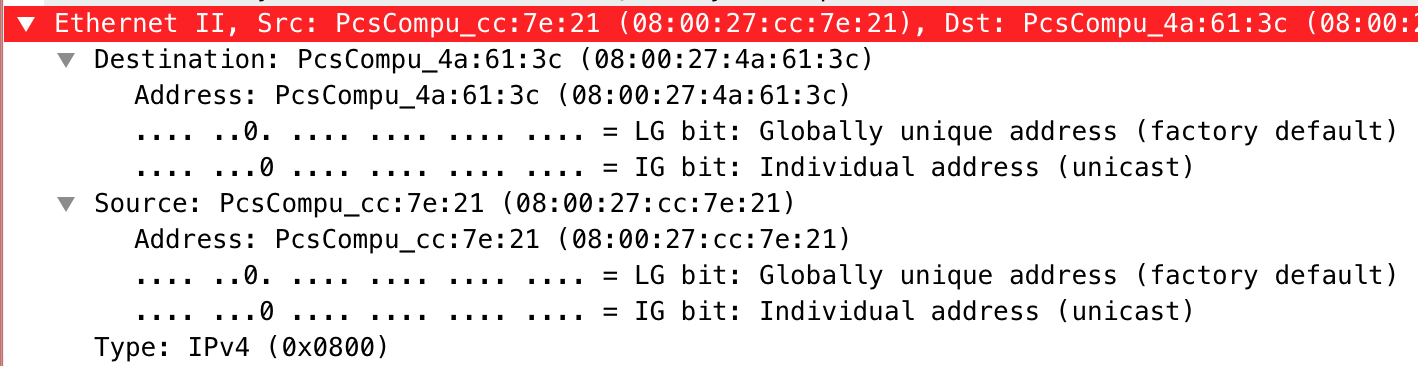 Ethernet II, Src: PcsCompu_cc:7e:21 (08:00:27:cc:7e:21), Dst: PcsCompu_4a:61:3c (08:00:
Destination: PcsCompu_4a:61:3c (08:00:27:4a:61:3c)
Address: PcsCompu_4a:61:3c (08:00:27:4a:61:3c)
.... ..0. .... .... .... .... = LG bit: Globally unique address (factory default)
.... ...0 .... .... .... .... = IG bit: Individual address (unicast)
Source: PcsCompu_cc:7e:21 (08:00:27:cc:7e:21)
Address: PcsCompu_cc:7e:21 (08:00:27:cc:7e:21)
.... ..0. .... .... .... .... = LG bit: Globally unique address (factory default)
.... ...0 .... .... .... .... = IG bit: Individual address (unicast)
Type: IPv4 (0x0800)